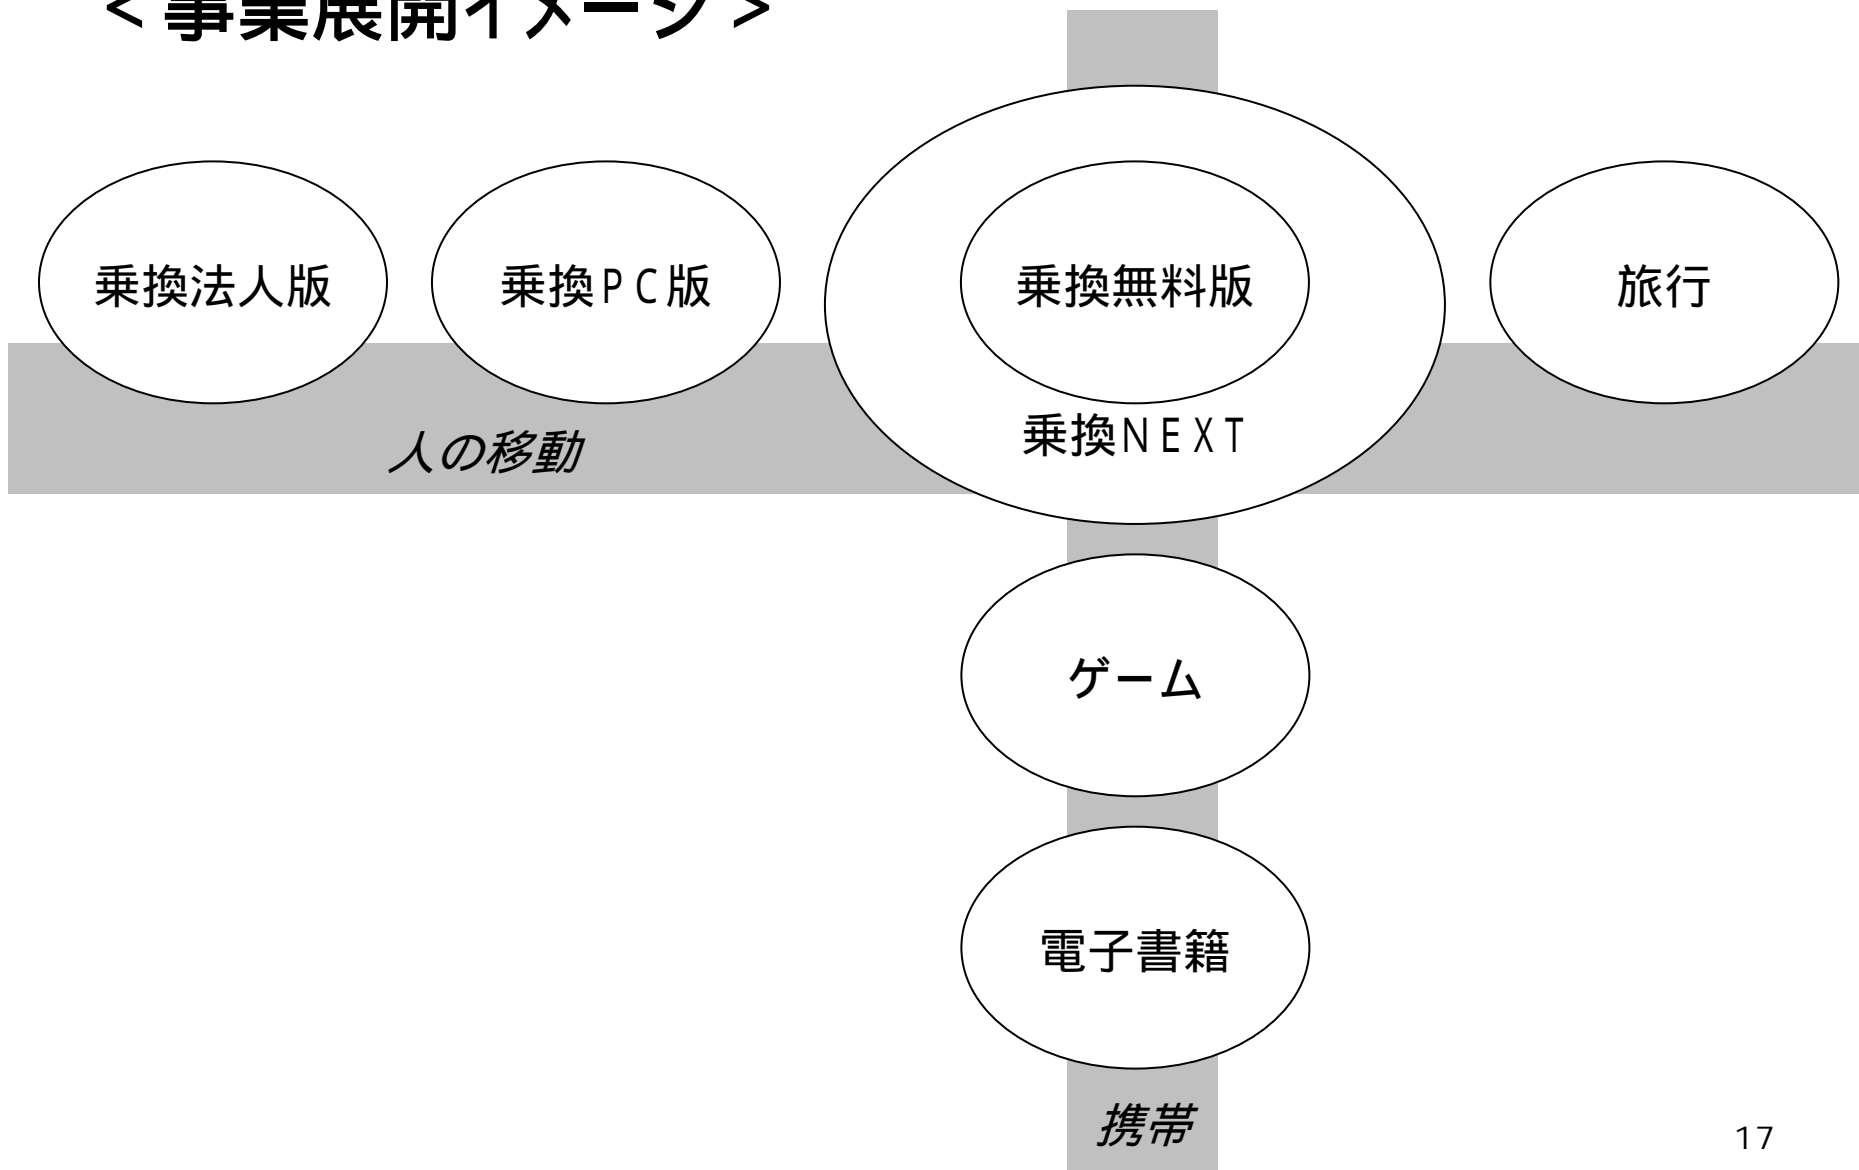 ＜事業展開イメージ＞
乗換法人版
乗換ＰＣ版
乗換無料版
旅行
乗換ＮＥＸＴ
人の移動
ゲーム
電子書籍
携帯
17